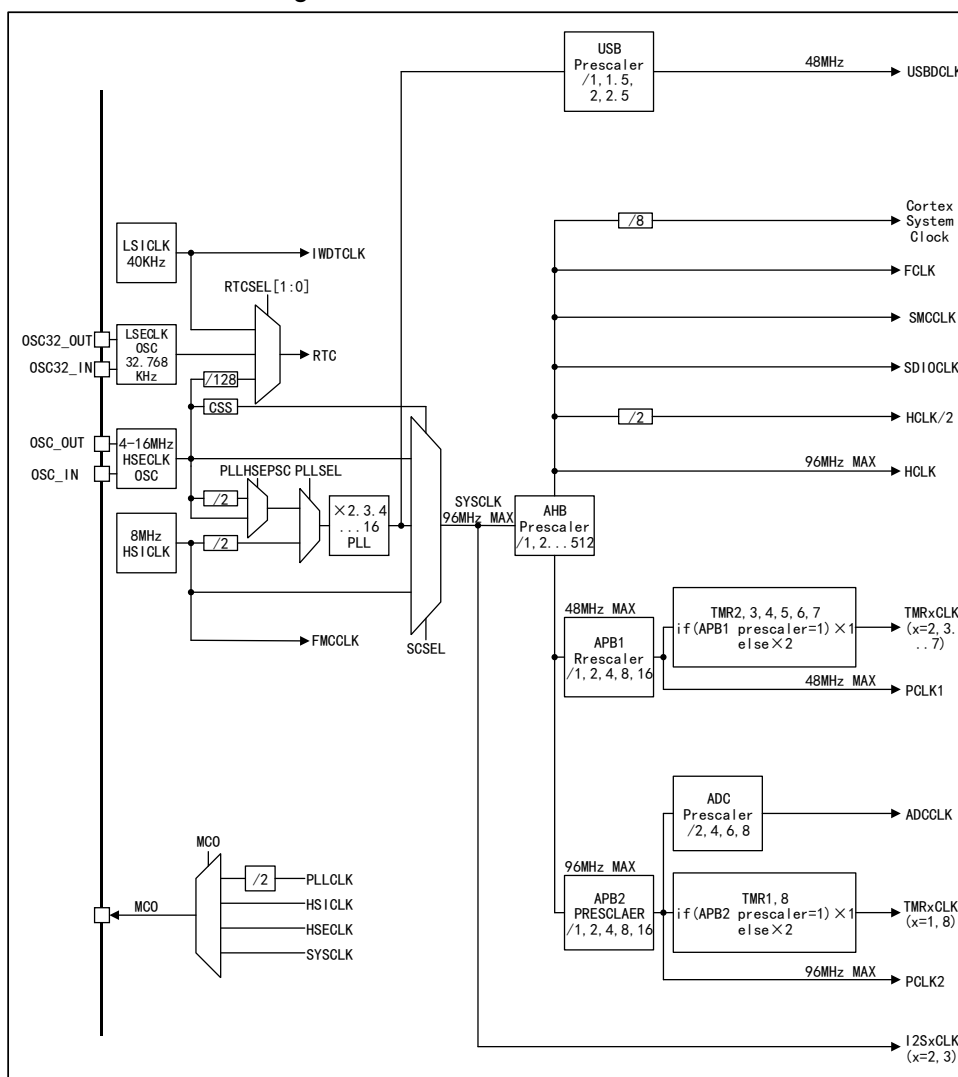 g
USB
Prescaler
/1, 1.5,
2, 2.5
48MHz
USBDCLK
/8
Cortex
System
Clock
FCLK
SMCCLK
SDIOCLK
/2
HCLK/2
96MHz MAX
HCLK
LSICLK
40KHz
IWDTCLK
RTCSEL[1:0]
OSC32_OUT
OSC32_IN
LSECLK
OSC
32.768
KHz
RTC
/128
CSS
OSC_OUT
OSC_IN
4-16MHz
HSECLK
OSC
PLLHSEPSC
PLLSEL
/2
×2.3.4
...16
PLL
8MHz
HSICLK
/2
FMCCLK
SCSEL
SYSCLK
96MHz MAX
AHB
Prescaler
/1, 2...512
48MHz MAX
APB1
Rrescaler
/1, 2, 4, 8, 16
TMR2, 3, 4, 5, 6, 7
if(APB1 prescaler=1)×1
else×2
TMRxCLK
(x=2, 3.
..7)
48MHz MAX
PCLK1
ADC
Prescaler
/2, 4, 6, 8
ADCCLK
96MHz MAX
APB2
PRESCLAER
/1, 2, 4, 8, 16
TMR1, 8
if(APB2 prescaler=1)×1
else×2
TMRxCLK
(x=1, 8)
96MHz MAX
PCLK2
MCO
MCO
/2
PLLCLK
HSICLK
HSECLK
SYSCLK
I2SxCLK
(x=2, 3)